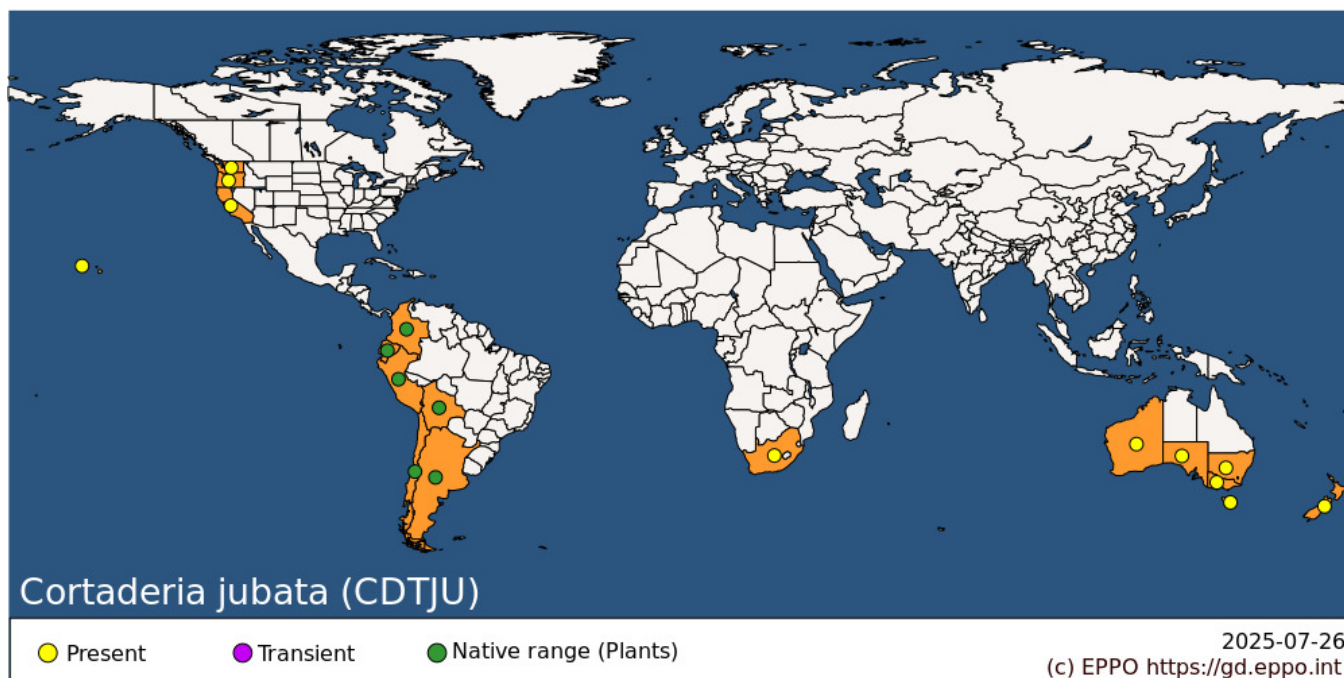 Cortaderia jubata (CDTJU)
Present
Transient
Native range (Plants)
2025-07-26
(c) EPPO https://gd.eppo.int